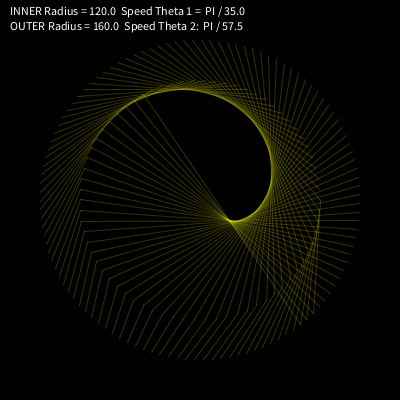 INNER Radius = 120.0  Speed Theta 1 =  PI / 35.0
OUTER Radius = 160.0  Speed Theta 2:  PI / 57.5